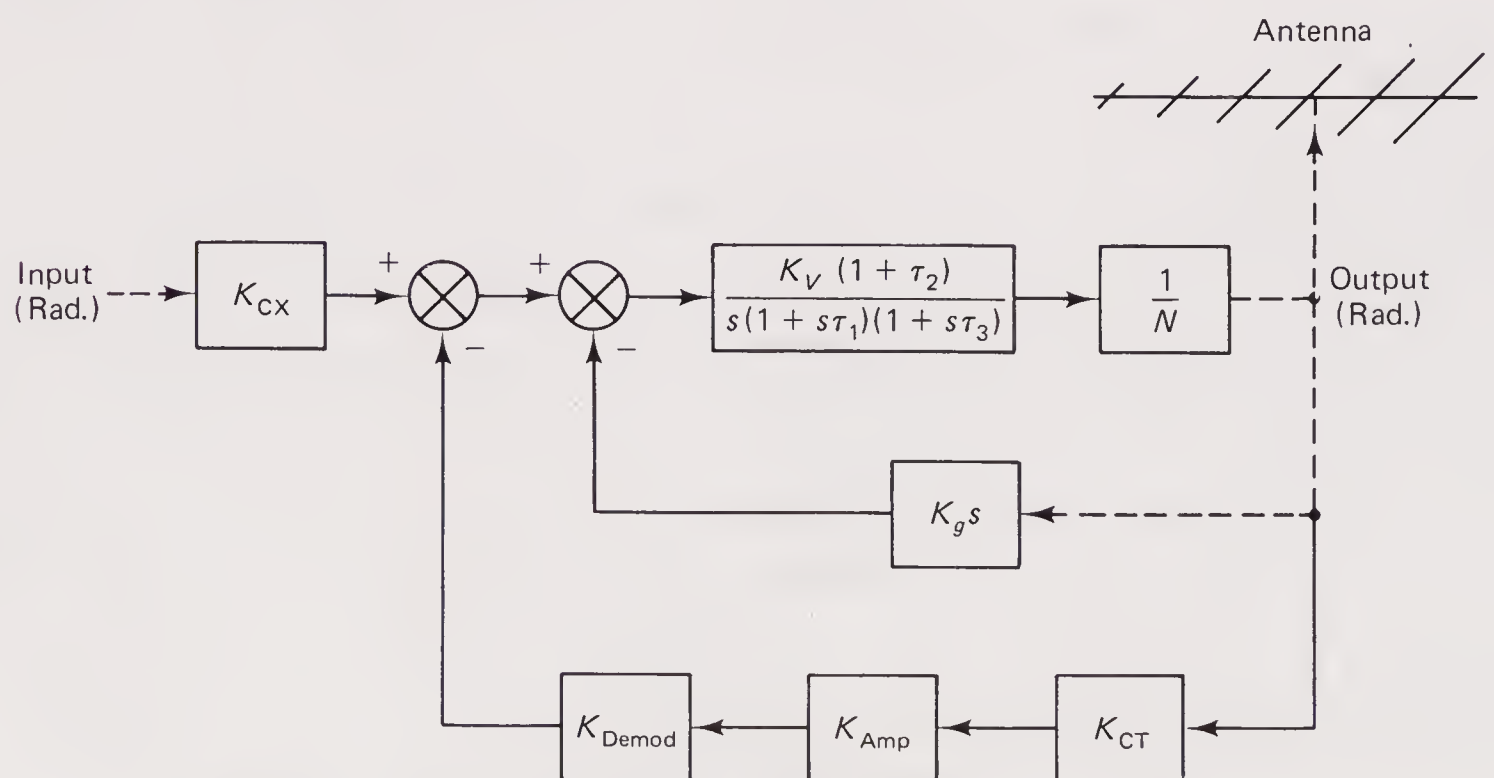 Antenna
Input
(Rad.)
K_CX
+
−
+
−
K_V (1 + τ_2)
s(1 + sτ_1)(1 + sτ_3)
1
N
Output
(Rad.)
K_g s
K_Demod
K_Amp
K_CT